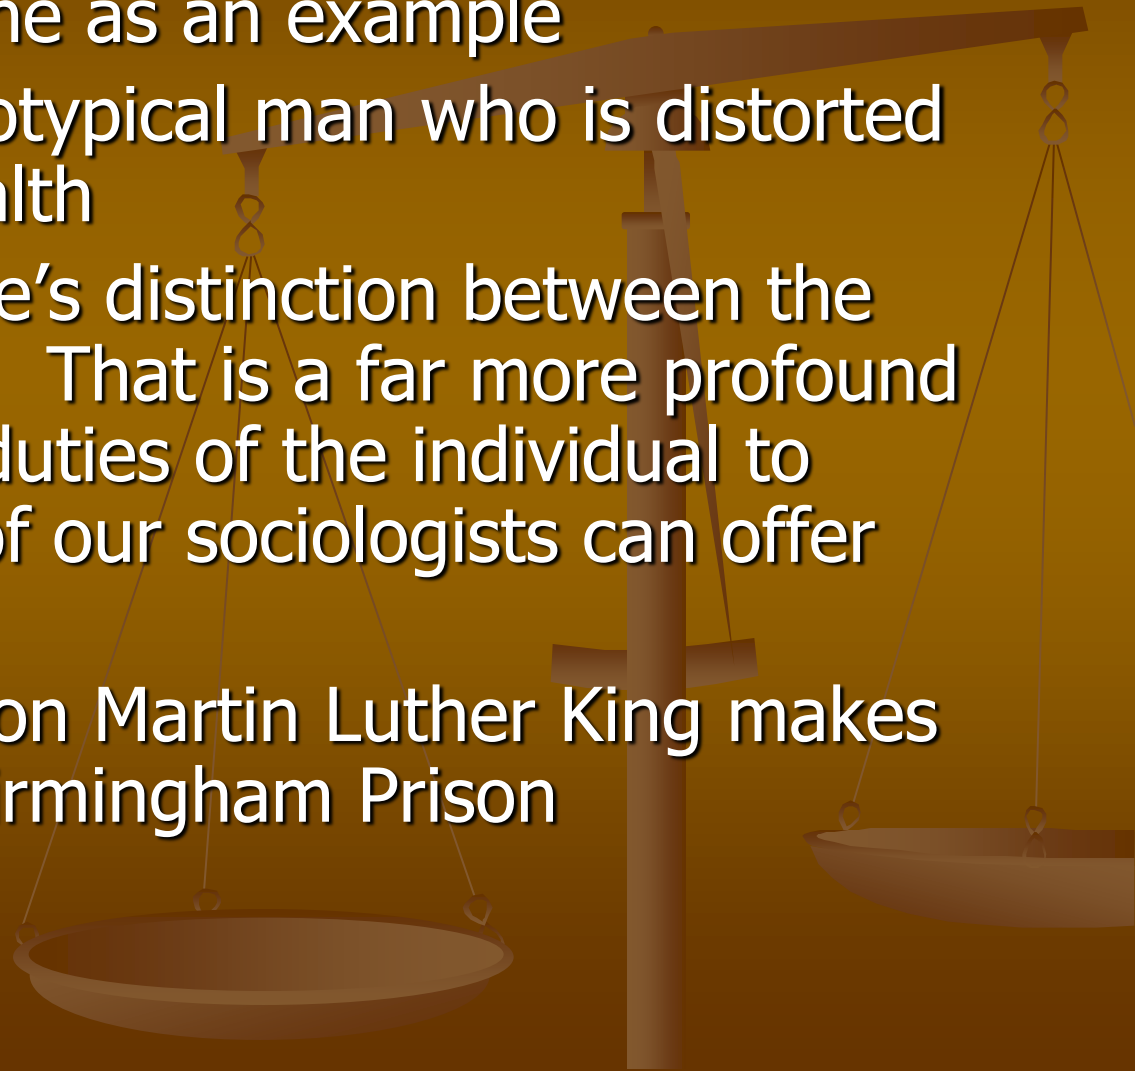 ne as an example
otypical man who is distorted
alth
e’s distinction between the
That is a far more profound
duties of the individual to
of our sociologists can offer
on Martin Luther King makes
irmingham Prison